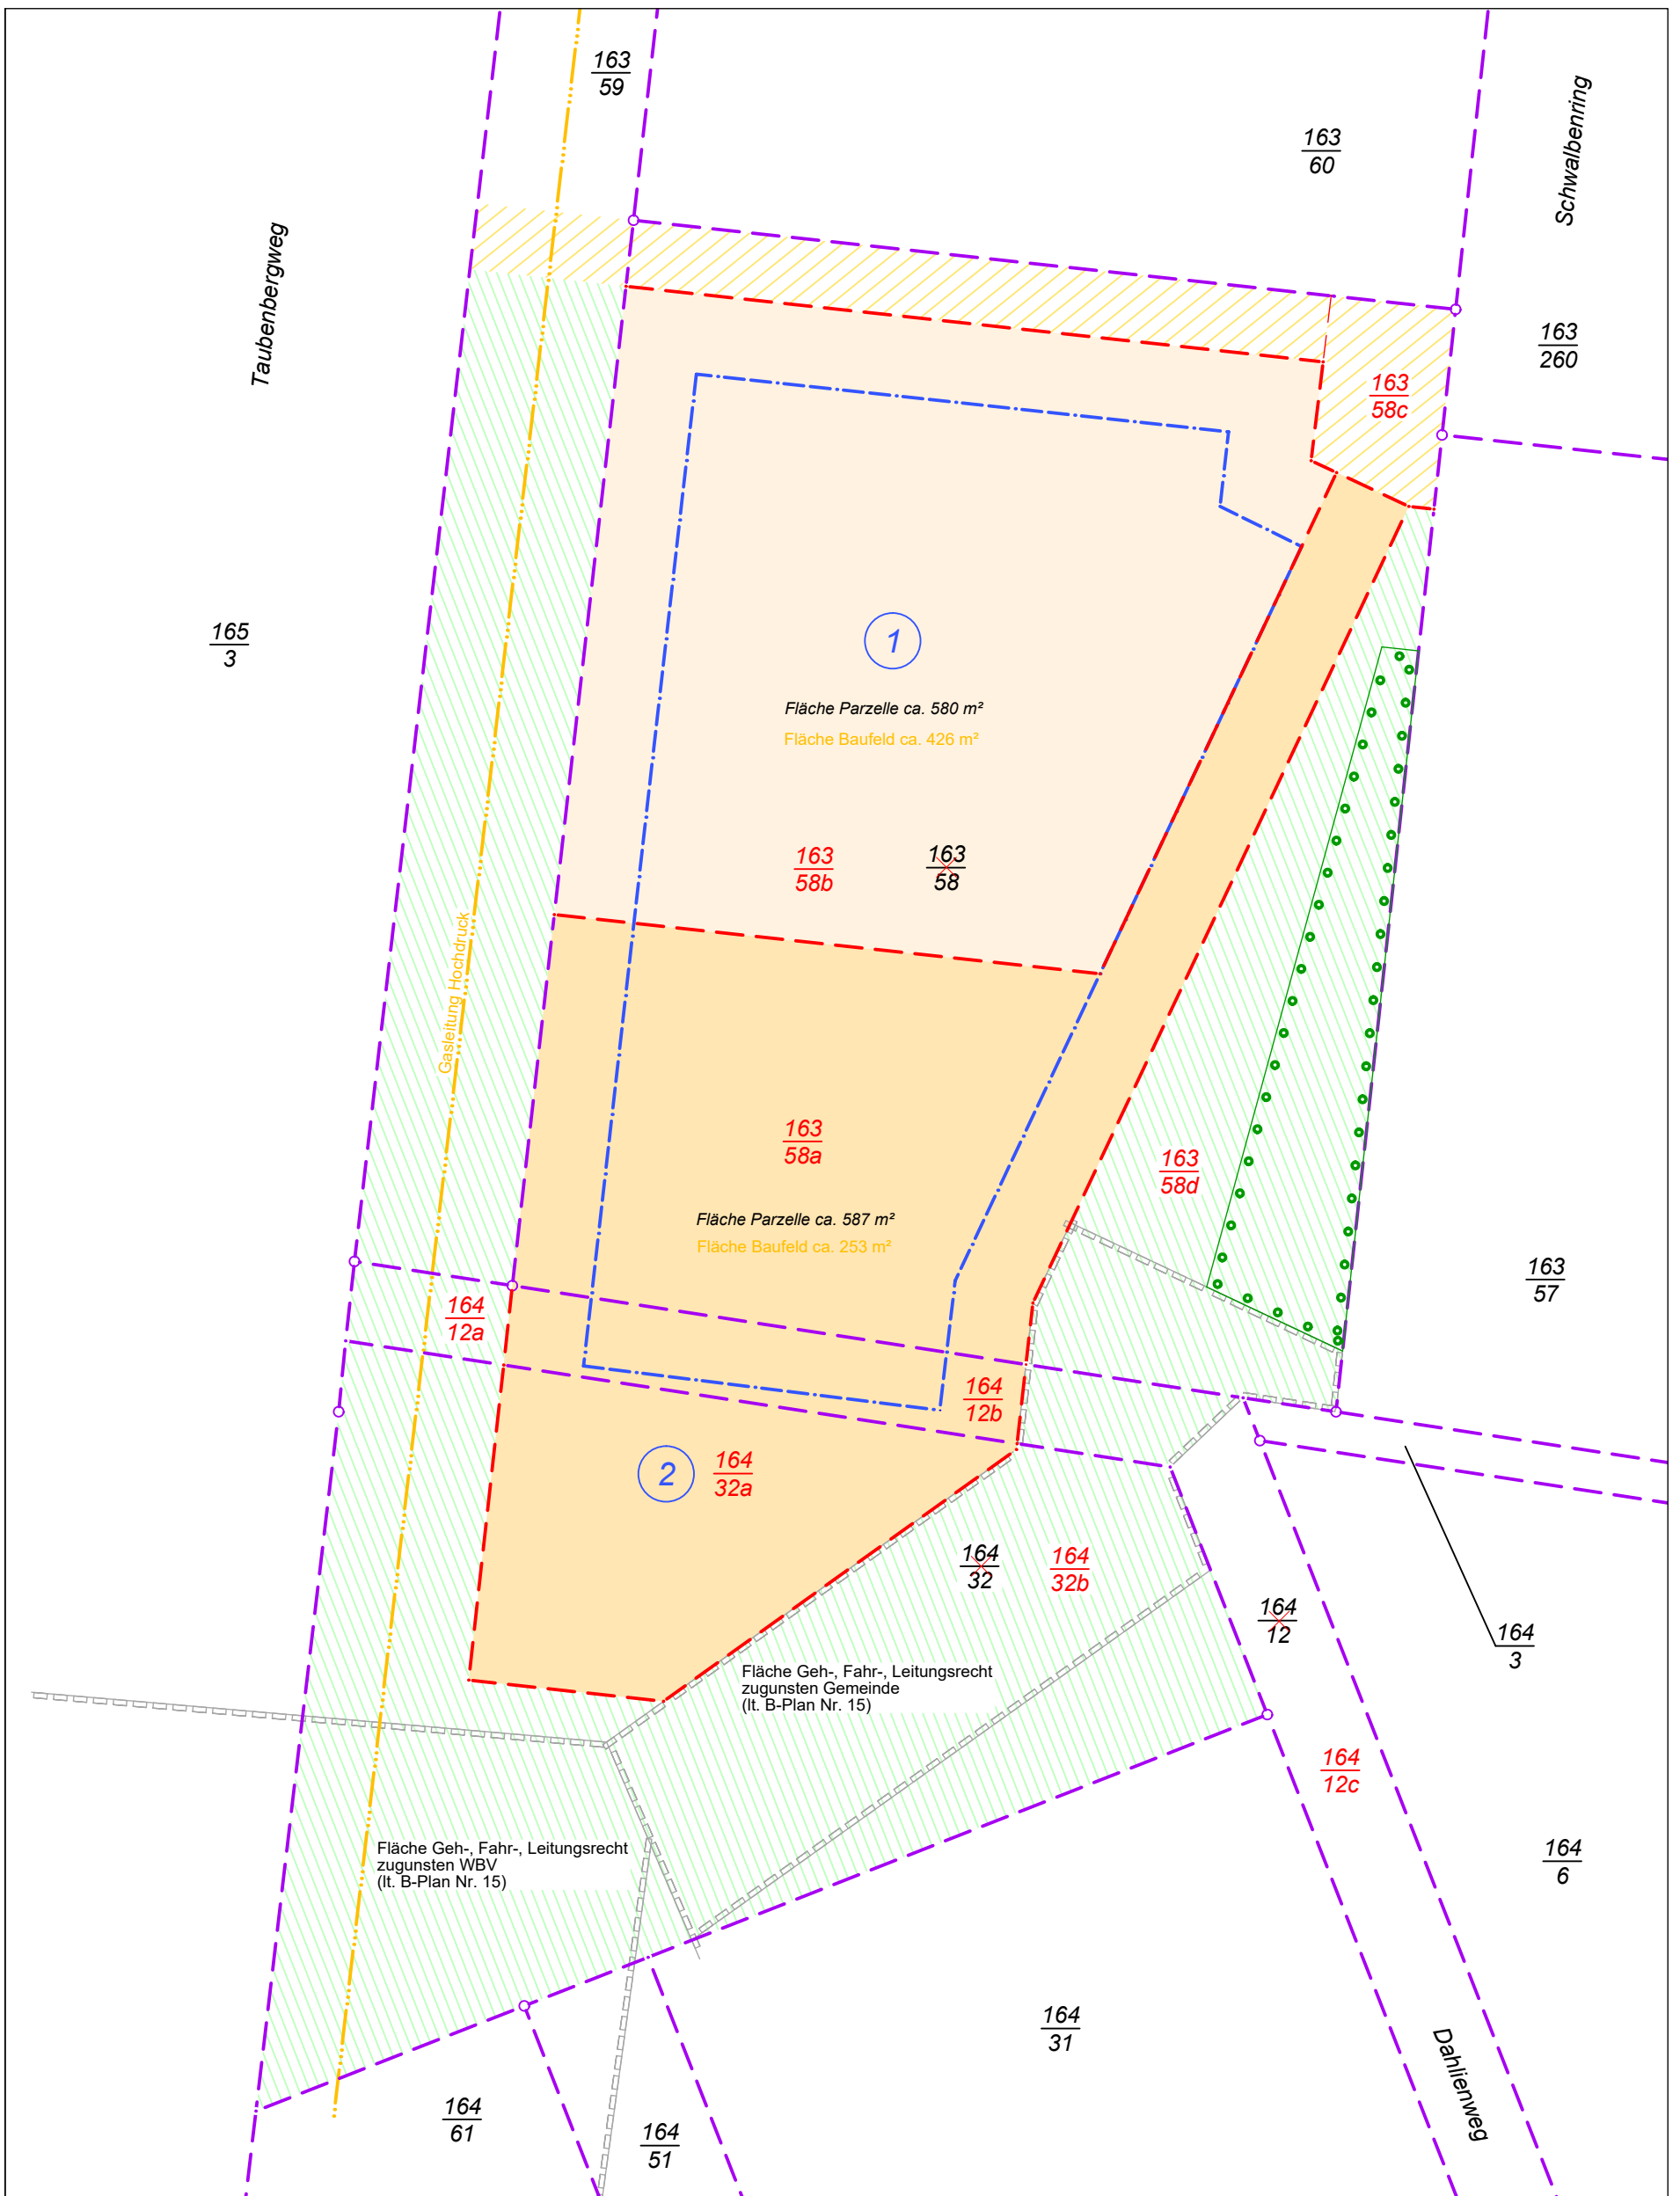 163
59
163
60
Schwalbenring
Taubenbergweg
163
260
163
58c
165
3
1
Fläche Parzelle ca. 580 m²
Fläche Baufeld ca. 426 m²
163
58b
163
58
Gasleitung Hochdruck
163
58a
163
58d
Fläche Parzelle ca. 587 m²
Fläche Baufeld ca. 253 m²
163
57
164
12a
164
12b
2
164
32a
164
32
164
32b
164
12
164
3
Fläche Geh-, Fahr-, Leitungsrecht
zugunsten Gemeinde
(lt. B-Plan Nr. 15)
164
12c
Fläche Geh-, Fahr-, Leitungsrecht
zugunsten WBV
(lt. B-Plan Nr. 15)
164
6
164
31
Dahlienweg
164
61
164
51